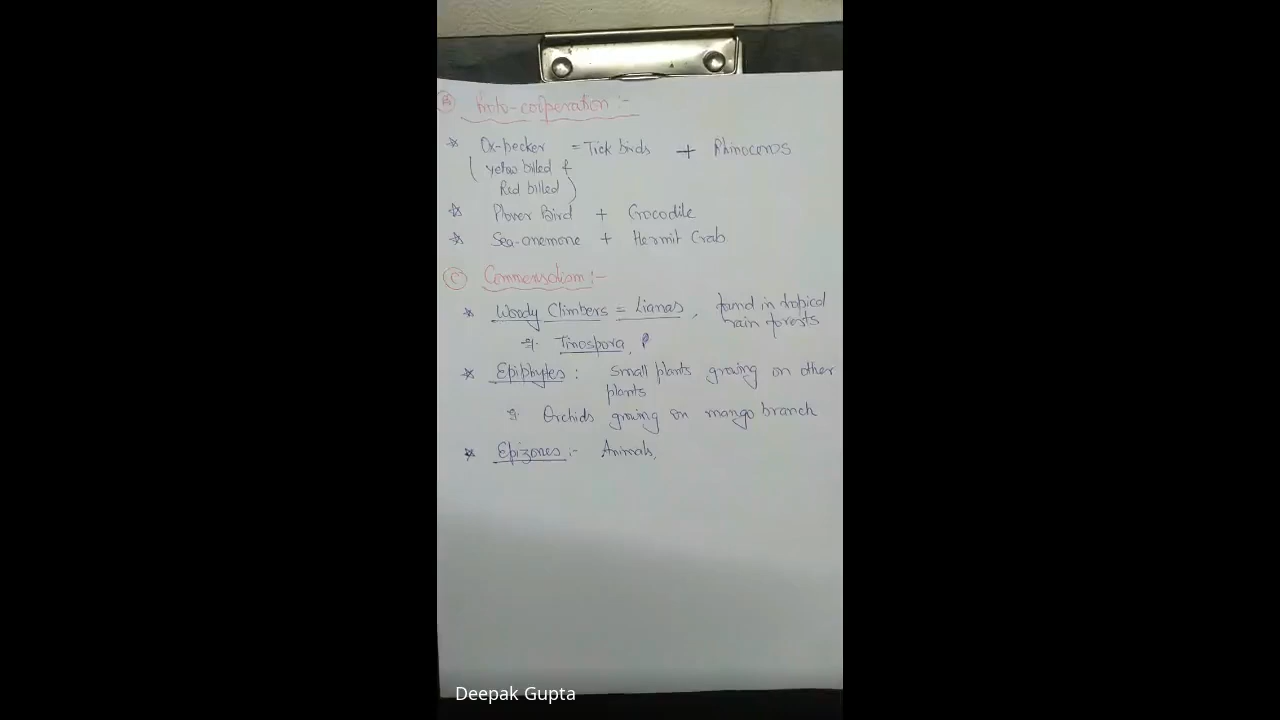 (B) Proto-cooperation :-
* Ox-pecker = Tick birds + Rhinoceros
(Yellow billed &
Red billed)
* Plover Bird + Crocodile
* Sea-anemone + Hermit Crab
(C) Commensalism :-
* Woody Climbers = Lianas, found in tropical
rain forests
eg. Tinospora, P
* Epiphytes : Small plants growing on other
plants
eg. Orchids growing on mango branch
* Epizones :- Animals,
Deepak Gupta